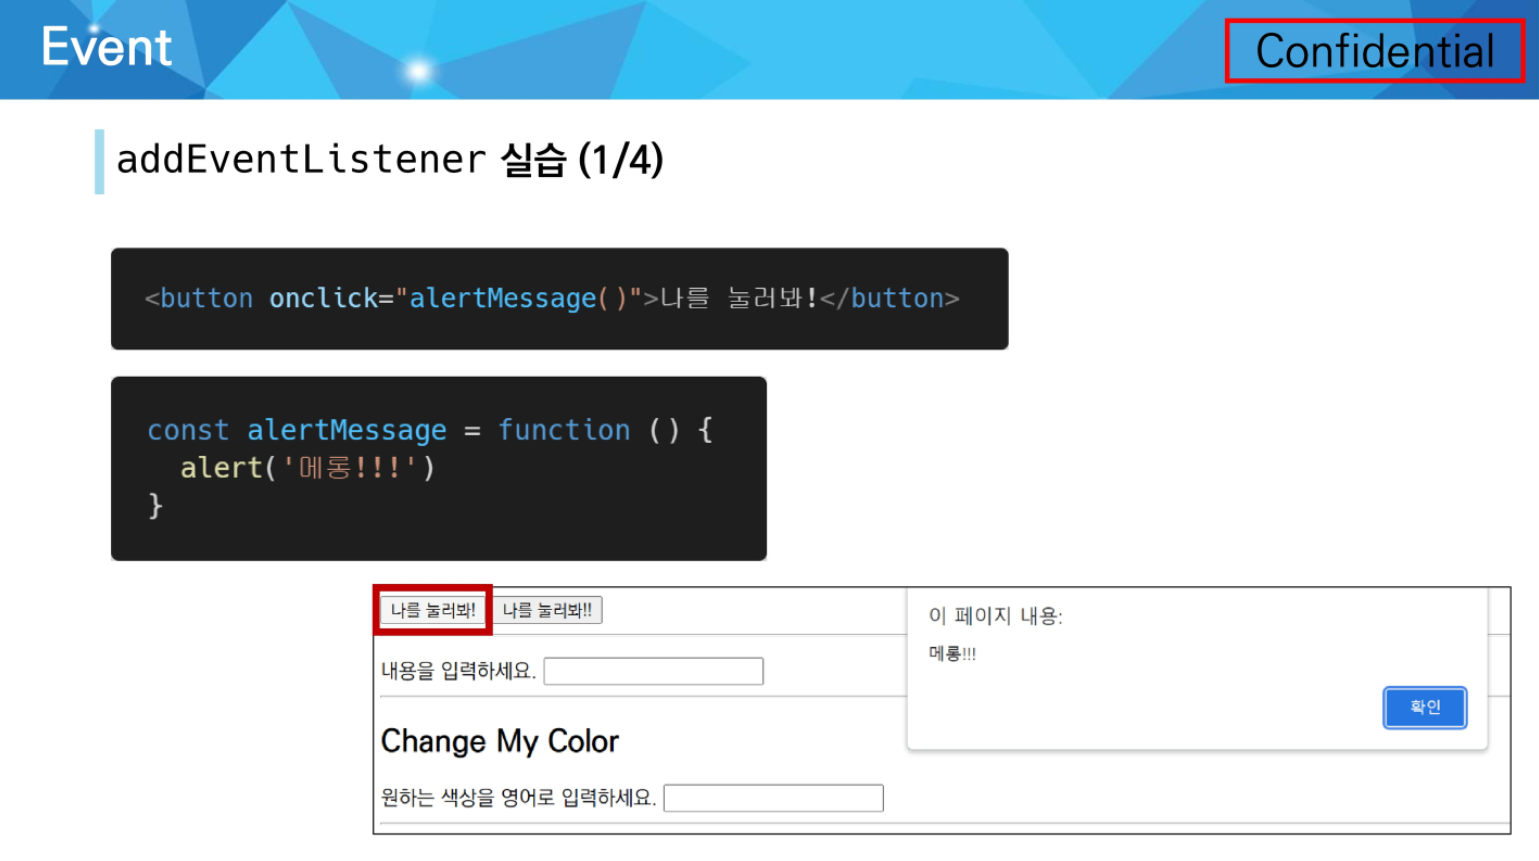 Event
Confidential
addEventListener 실습 (1/4)
<button onclick="alertMessage()">나를 눌러봐!</button>
const alertMessage = function () {
  alert('메롱!!!')
}
나를 눌러봐! 나를 눌러봐!!
이 페이지 내용:
메롱!!!
확인
내용을 입력하세요.
Change My Color
원하는 색상을 영어로 입력하세요.